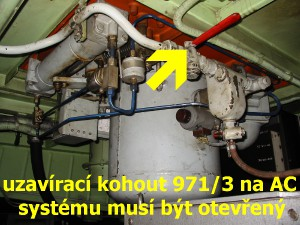 uzavírací kohout 971/3 na AC
systému musí být otevřený